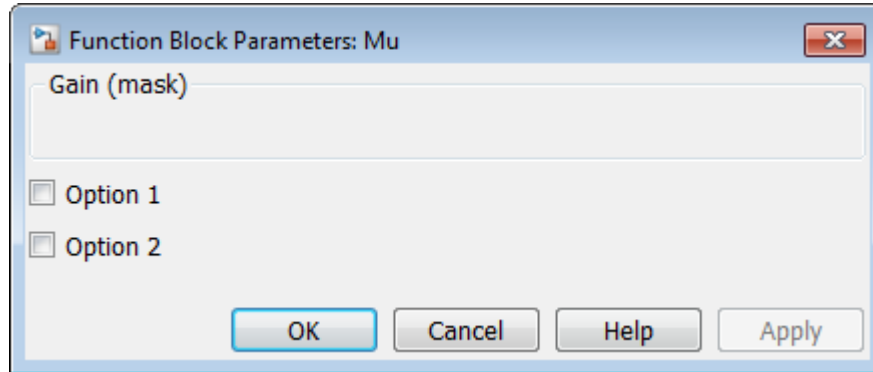 Function Block Parameters: Mu
Gain (mask)
Option 1
Option 2
OK Cancel Help Apply